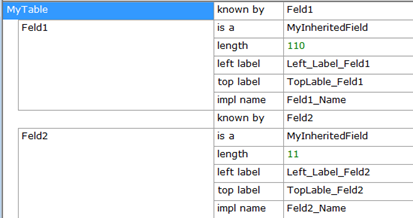 MyTable known by Feld1
Feld1 is a MyInheritedField
length 110
left label Left_Label_Feld1
top label TopLable_Feld1
impl name Feld1_Name
known by Feld2
Feld2 is a MyInheritedField
length 11
left label Left_Label_Feld2
top label TopLable_Feld2
impl name Feld2_Name